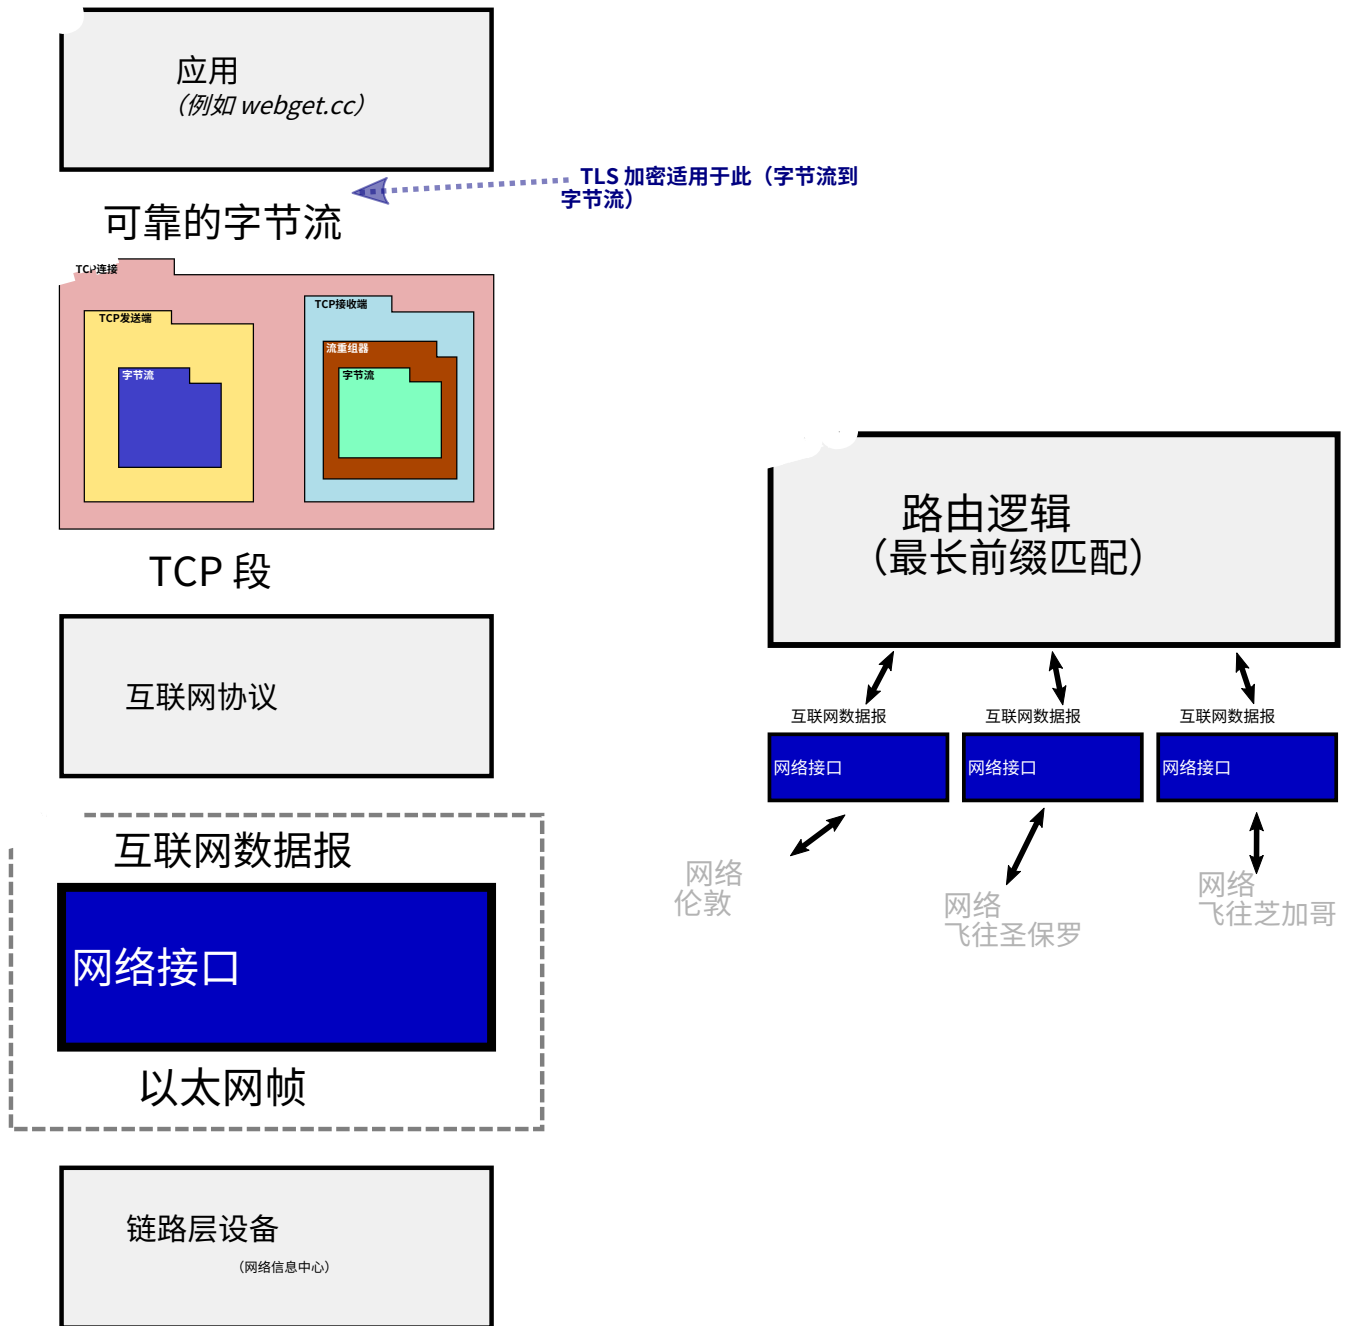 应用
（例如 webget.cc）
TLS 加密适用于此（字节流到
字节流）
可靠的字节流
TCP连接
TCP发送端
字节流
TCP接收端
流重组器
字节流
TCP 段
互联网协议
互联网数据报
网络接口
以太网帧
链路层设备
（网络信息中心）
路由逻辑
（最长前缀匹配）
互联网数据报
互联网数据报
互联网数据报
网络接口
网络接口
网络接口
网络
伦敦
网络
飞往圣保罗
网络
飞往芝加哥